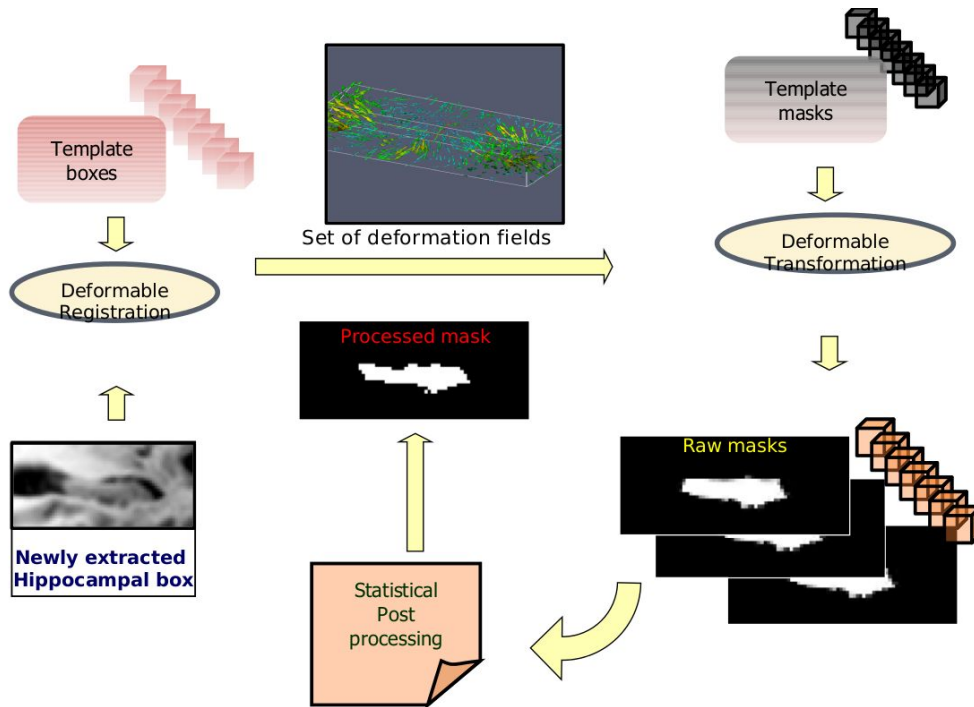 Template
boxes
Set of deformation fields
Template
masks
Deformable
Registration
Deformable
Transformation
Processed mask
Raw masks
Newly extracted
Hippocampal box
Statistical
Post
processing